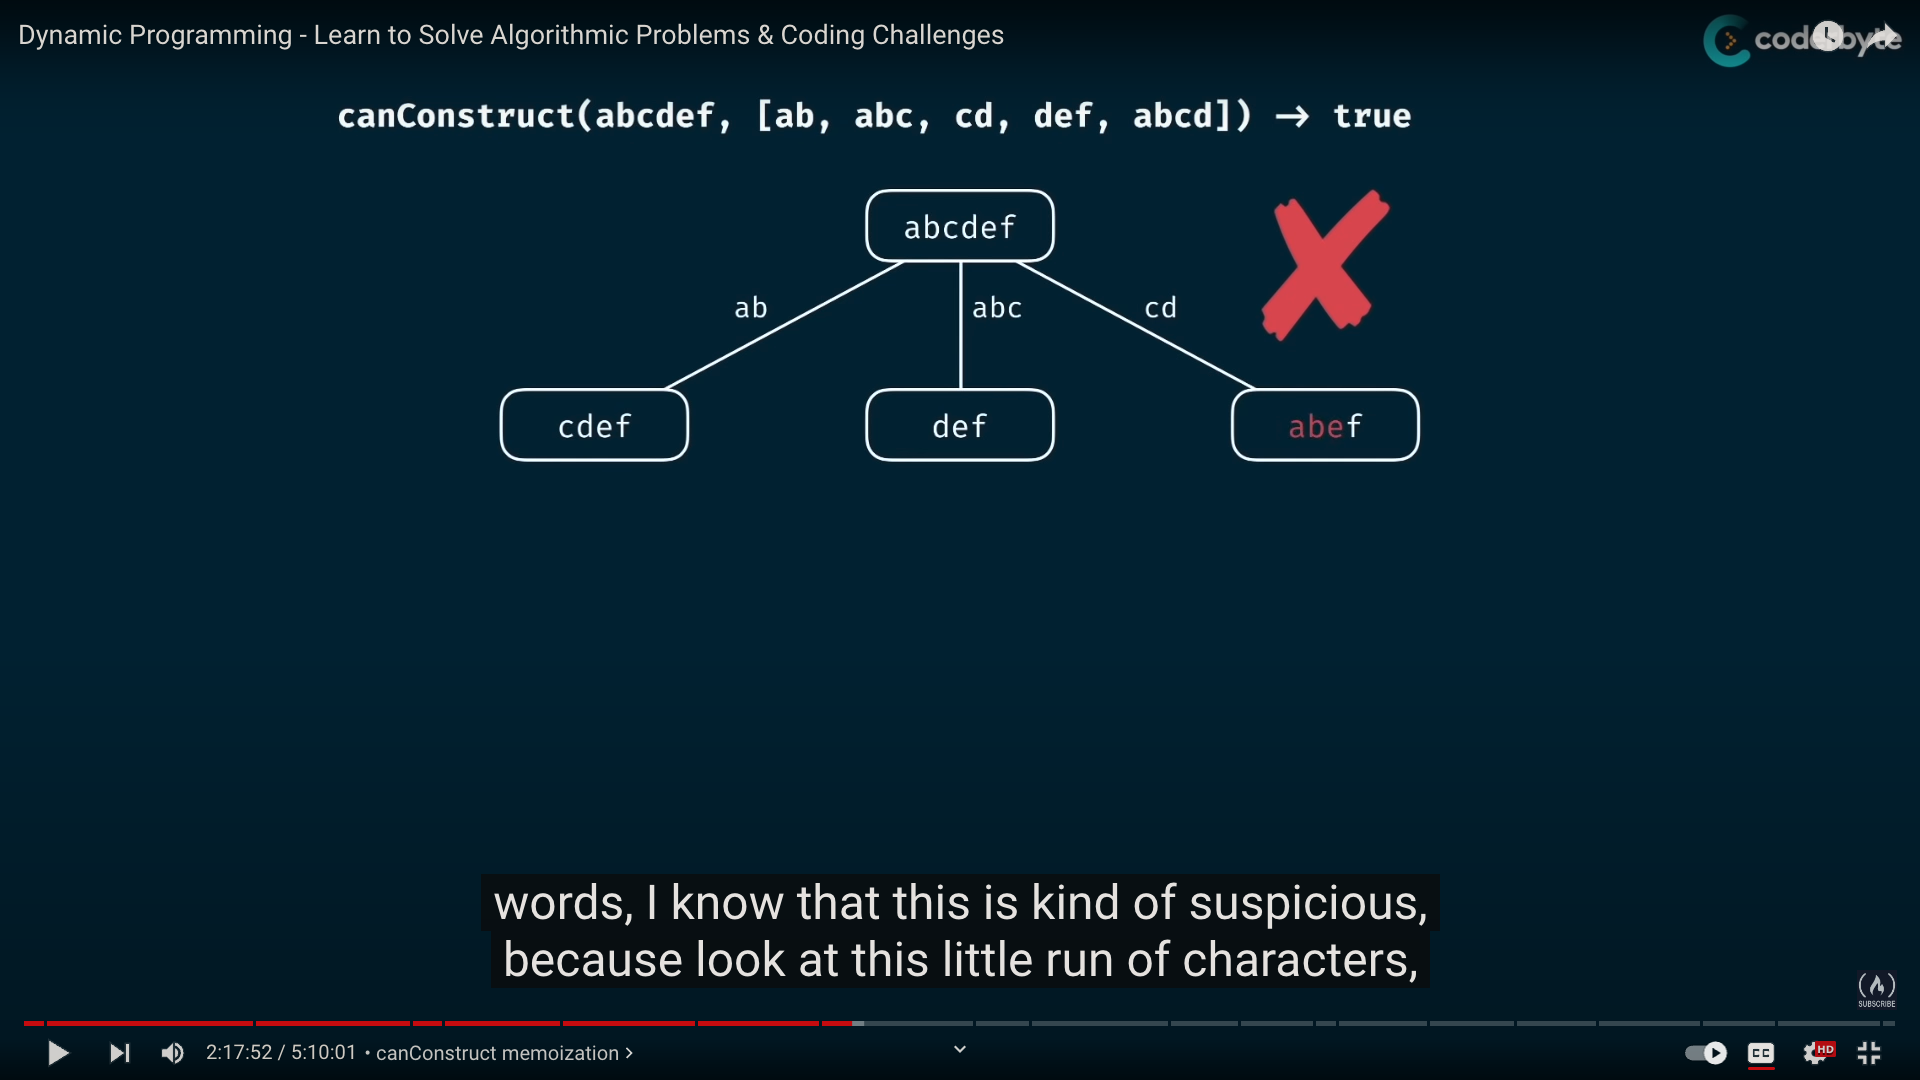 Dynamic Programming - Learn to Solve Algorithmic Problems & Coding Challenges
coderbyte
canConstruct(abcdef, [ab, abc, cd, def, abcd]) → true
abcdef
ab
abc
cd
cdef
def
abef
words, I know that this is kind of suspicious,
because look at this little run of characters,
SUBSCRIBE
2:17:52 / 5:10:01 • canConstruct memoization >
CC
HD